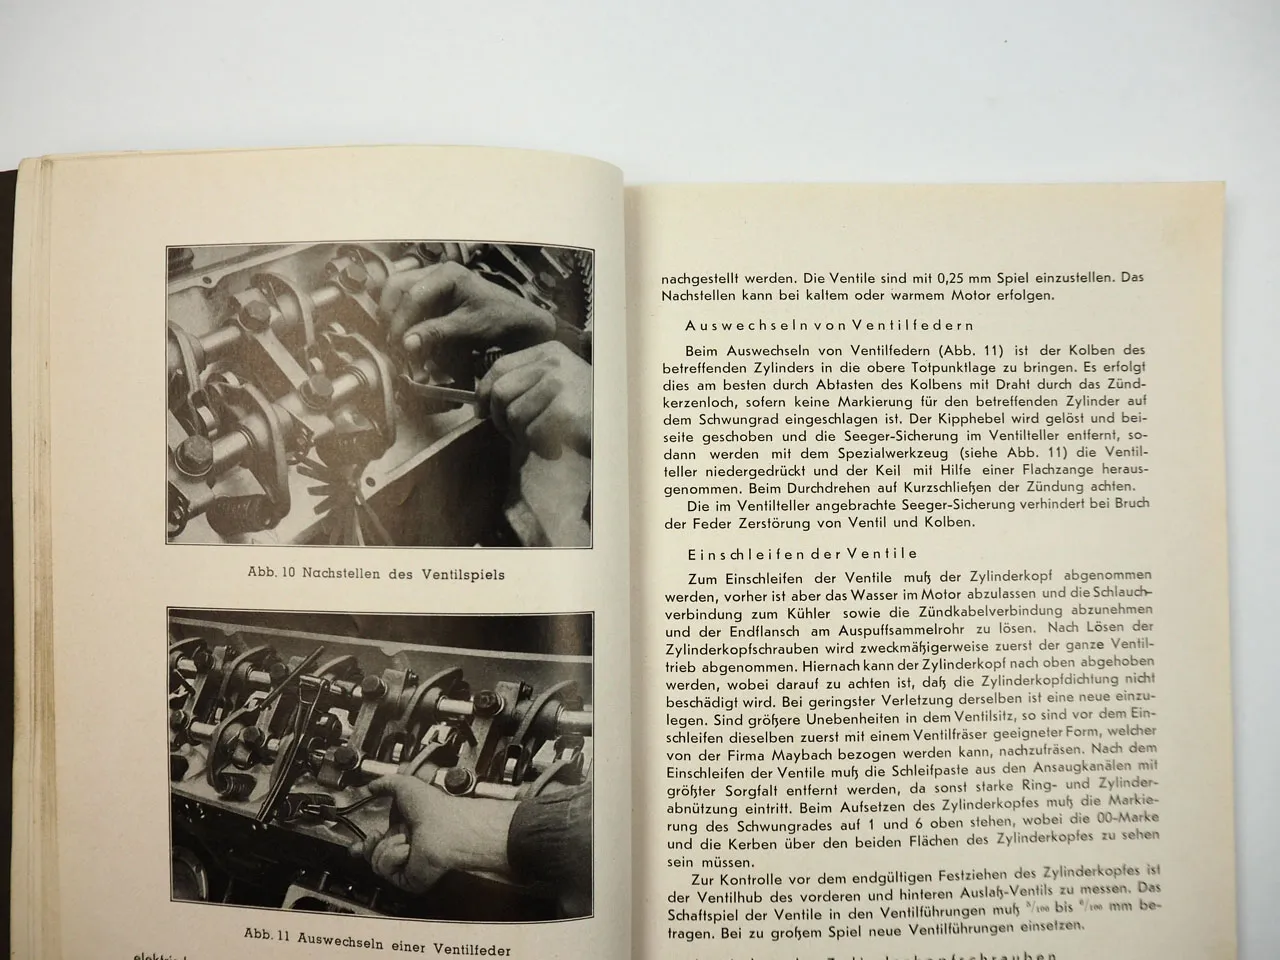 Abb. 10 Nachstellen des Ventilspiels
Abb. 11 Auswechseln einer Ventilfeder
nachgestellt werden. Die Ventile sind mit 0,25 mm Spiel einzustellen. Das
Nachstellen kann bei kaltem oder warmem Motor erfolgen.
Auswechseln von Ventilfedern
Beim Auswechseln von Ventilfedern (Abb. 11) ist der Kolben des
betreffenden Zylinders in die obere Totpunktlage zu bringen. Es erfolgt
dies am besten durch Abtasten des Kolbens mit Draht durch das Zünd-
kerzenloch, sofern keine Markierung für den betreffenden Zylinder auf
dem Schwungrad eingeschlagen ist. Der Kipphebel wird gelöst und bei-
seite geschoben und die Seeger-Sicherung im Ventilteller entfernt, so-
dann werden mit dem Spezialwerkzeug (siehe Abb. 11) die Ventil-
teller niedergedrückt und der Keil mit Hilfe einer Flachzange heraus-
genommen. Beim Durchdrehen auf Kurzschließen der Zündung achten.
Die im Ventilteller angebrachte Seeger-Sicherung verhindert bei Bruch
der Feder Zerstörung von Ventil und Kolben.
Einschleifen der Ventile
Zum Einschleifen der Ventile muß der Zylinderkopf abgenommen
werden, vorher ist aber das Wasser im Motor abzulassen und die Schlauch-
verbindung zum Kühler sowie die Zündkabelverbindung abzunehmen
und der Endflansch am Auspuffsammelrohr zu lösen. Nach Lösen der
Zylinderkopfschrauben wird zweckmäßigerweise zuerst der ganze Ventil-
trieb abgenommen. Hiernach kann der Zylinderkopf nach oben abgehoben
werden, wobei darauf zu achten ist, daß die Zylinderkopfdichtung nicht
beschädigt wird. Bei geringster Verletzung derselben ist eine neue einzu-
legen. Sind größere Unebenheiten in dem Ventilsitz, so sind vor dem Ein-
schleifen dieselben zuerst mit einem Ventilfräser geeigneter Form, welcher
von der Firma Maybach bezogen werden kann, nachzufräsen. Nach dem
Einschleifen der Ventile muß die Schleifpaste aus den Ansaugkanälen mit
größter Sorgfalt entfernt werden, da sonst starke Ring- und Zylinder-
abnützung eintritt. Beim Aufsetzen des Zylinderkopfes muß die Markie-
rung des Schwungrades auf 1 und 6 oben stehen, wobei die 00-Marke
und die Kerben über den beiden Flächen des Zylinderkopfes zu sehen
sein müssen.
Zur Kontrolle vor dem endgültigen Festziehen des Zylinderkopfes ist
der Ventilhub des vorderen und hinteren Auslaß-Ventils zu messen. Das
Schaftspiel der Ventile in den Ventilführungen muß 5/100 bis 6/100 mm be-
tragen. Bei zu großem Spiel neue Ventilführungen einsetzen.